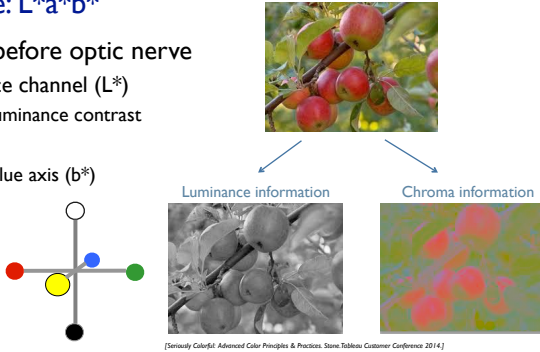 e: L*a*b*
before optic nerve
ce channel (L*)
uminance contrast
lue axis (b*)
Luminance information
Chroma information
[Seriously Colorful: Advanced Color Principles & Practices. Stone.Tableau Customer Conference 2014.]